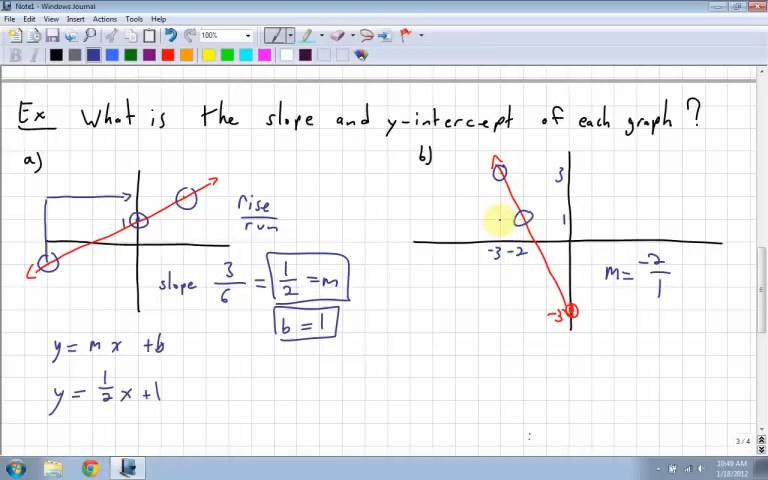 Note1 - Windows Journal
File Edit View Insert Actions Tools Help
100%
B I
Ex What is the slope and y-intercept of each graph ?
a)
b)
1
rise
run
slope 3/6 = 1/2 = m
b = 1
y = mx + b
y = 1/2 x + 1
3
1
-3 -2
-3
m = -2/1
3 / 4
10:49 AM
1/18/2012